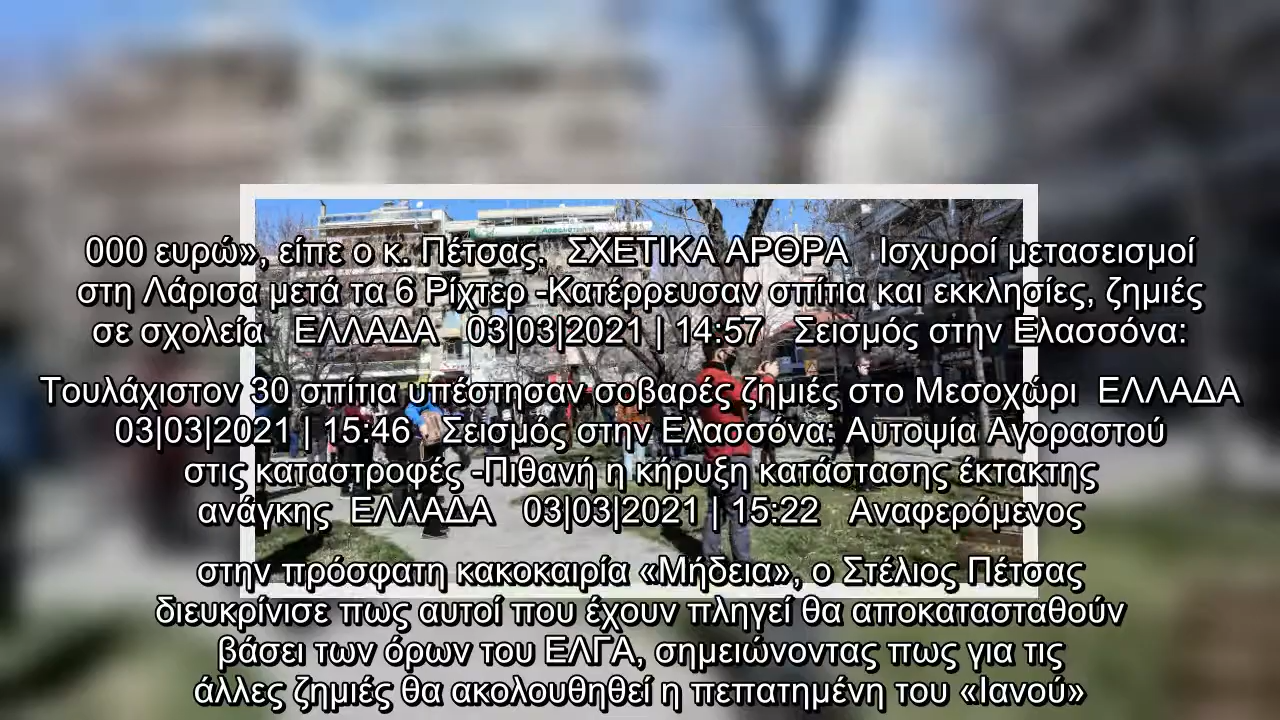 000 ευρώ», είπε ο κ. Πέτσας. ΣΧΕΤΙΚΑ ΑΡΘΡΑ Ισχυροί μετασεισμοί
στη Λάρισα μετά τα 6 Ρίχτερ -Κατέρρευσαν σπίτια και εκκλησίες, ζημιές
σε σχολεία ΕΛΛΑΔΑ 03|03|2021 | 14:57 Σεισμός στην Ελασσόνα:
Τουλάχιστον 30 σπίτια υπέστησαν σοβαρές ζημιές στο Μεσοχώρι ΕΛΛΑΔΑ
03|03|2021 | 15:46 Σεισμός στην Ελασσόνα: Αυτοψία Αγοραστού
στις καταστροφές -Πιθανή η κήρυξη κατάστασης έκτακτης
ανάγκης ΕΛΛΑΔΑ 03|03|2021 | 15:22 Αναφερόμενος
στην πρόσφατη κακοκαιρία «Μήδεια», ο Στέλιος Πέτσας
διευκρίνισε πως αυτοί που έχουν πληγεί θα αποκατασταθούν
βάσει των όρων του ΕΛΓΑ, σημειώνοντας πως για τις
άλλες ζημιές θα ακολουθηθεί η πεπατημένη του «Ιανού»